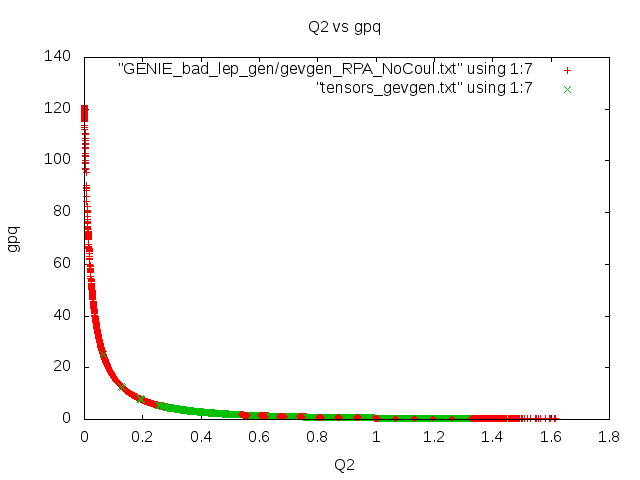 Q2 vs gpq
140
"GENIE_bad_lep_gen/gevgen_RPA_NoCoul.txt" using 1:7
"tensors_gevgen.txt" using 1:7
120
100
80
gpq
60
40
20
0
0 0.2 0.4 0.6 0.8 1 1.2 1.4 1.6 1.8
Q2